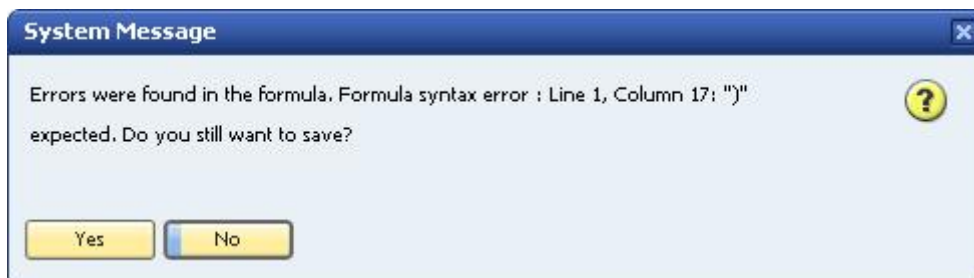 System Message
Errors were found in the formula. Formula syntax error : Line 1, Column 17: ")"
expected. Do you still want to save?
Yes
No